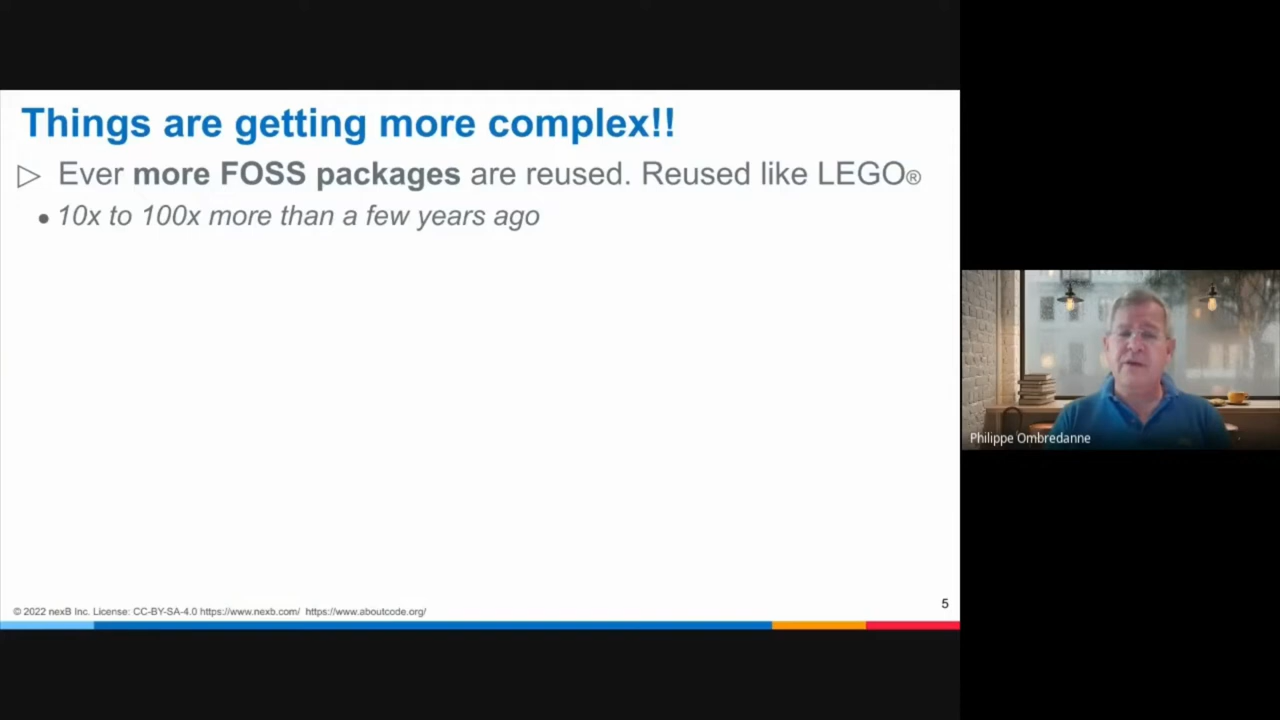 Things are getting more complex!!
▷ Ever more FOSS packages are reused. Reused like LEGO®
• 10x to 100x more than a few years ago
Philippe Ombredanne
© 2022 nexB Inc. License: CC-BY-SA-4.0 https://www.nexb.com/ https://www.aboutcode.org/
5